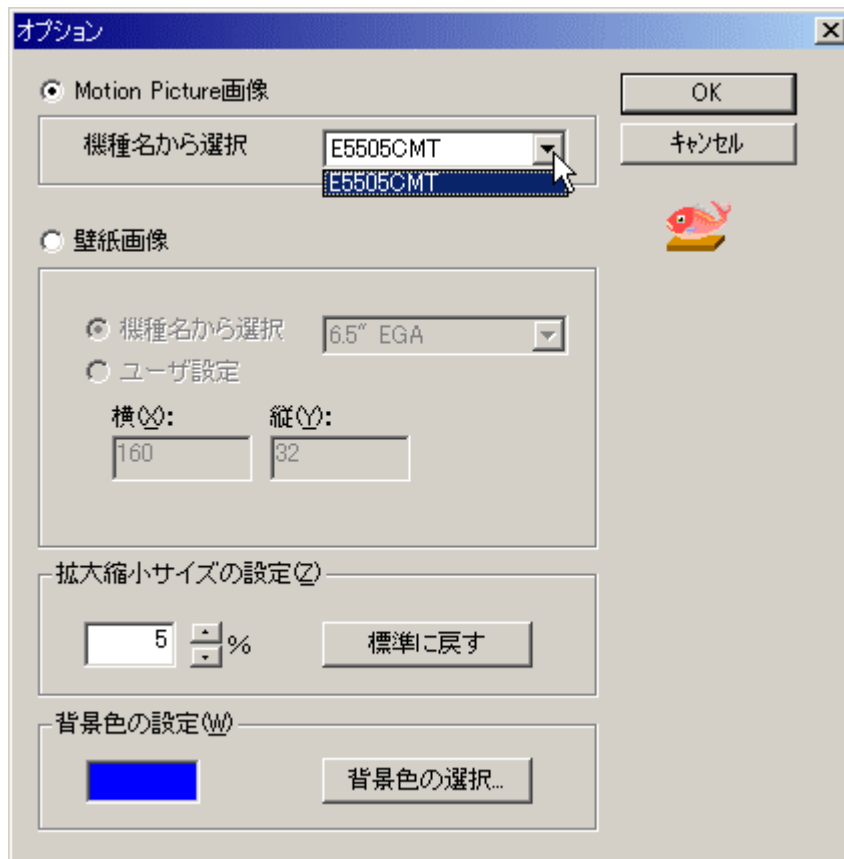 オプション
Motion Picture画像
OK
機種名から選択
E5505CMT
キャンセル
E5505CMT
壁紙画像
機種名から選択
6.5" EGA
ユーザ設定
横(X):
縦(Y):
160
32
拡大縮小サイズの設定(Z)
5
%
標準に戻す
背景色の設定(W)
背景色の選択...